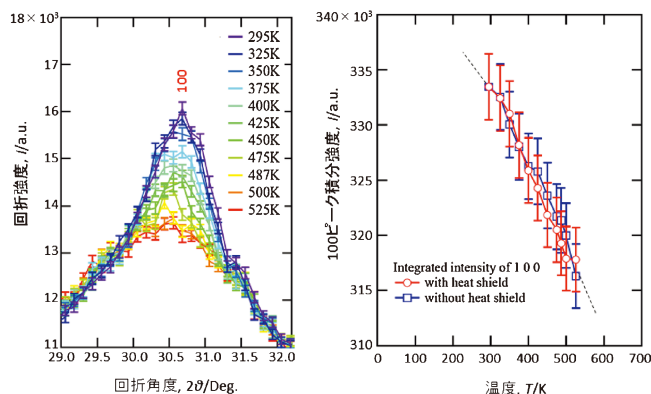 18×10³
17
16
15
14
13
12
11
29.0 29.5 30.0 30.5 31.0 31.5 32.0
回折強度, I/a.u.
回折角度, 2θ/Deg.
100
295K
325K
350K
375K
400K
425K
450K
475K
487K
500K
525K
340×10³
335
330
325
320
315
310
0 100 200 300 400 500 600 700
100ピーク積分強度, I/a.u.
温度, T/K
Integrated intensity of 1 0 0
with heat shield
without heat shield